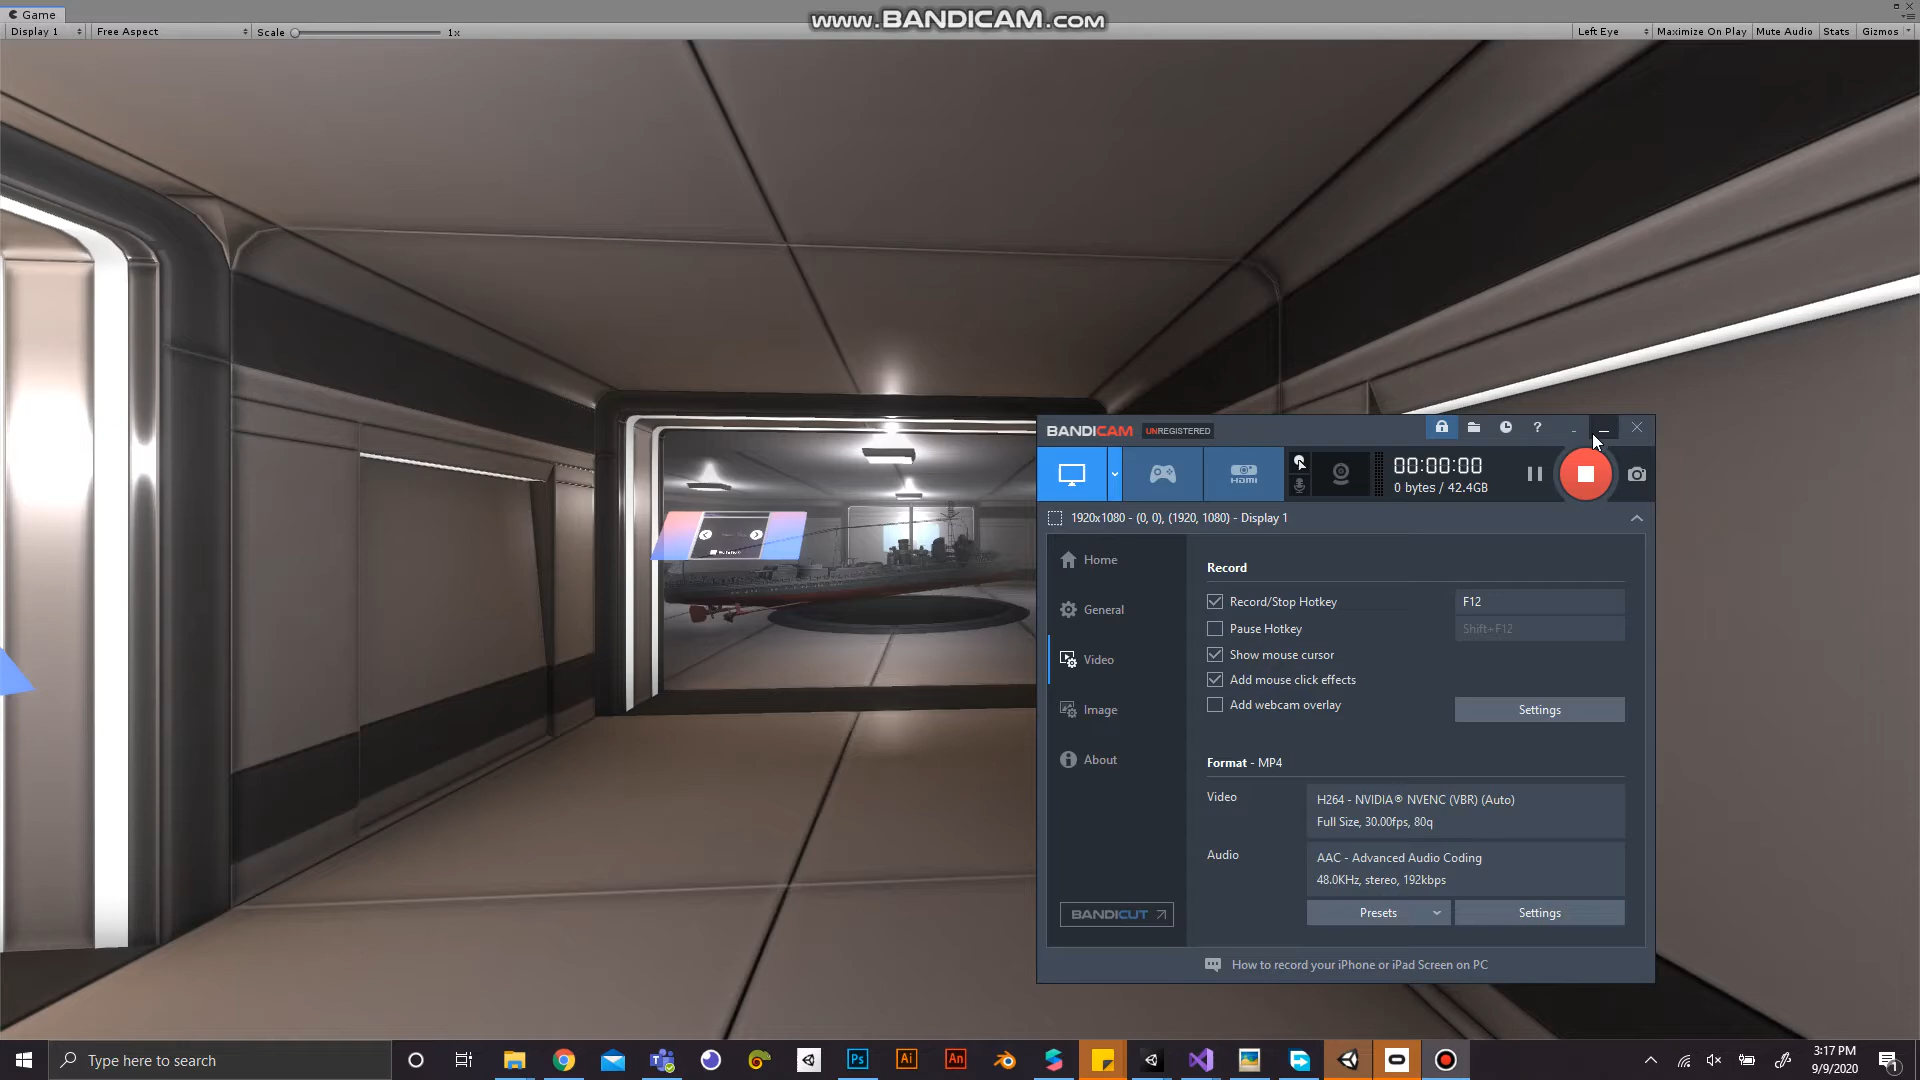 Game
www.BANDICAM.com
Display 1
Free Aspect
Scale
1x
Left Eye
Maximize On Play
Mute Audio
Stats
Gizmos
BANDICAM
UNREGISTERED
?
HDMI
00:00:00
0 bytes / 42.4GB
1920x1080 - (0, 0), (1920, 1080) - Display 1
Home
General
Video
Image
About
BANDICUT
Record
Record/Stop Hotkey
F12
Pause Hotkey
Shift+F12
Show mouse cursor
Add mouse click effects
Add webcam overlay
Settings
Format - MP4
Video
H264 - NVIDIA® NVENC (VBR) (Auto)
Full Size, 30.00fps, 80q
Audio
AAC - Advanced Audio Coding
48.0KHz, stereo, 192kbps
Presets
Settings
How to record your iPhone or iPad Screen on PC
Type here to search
Ps
Ai
An
3:17 PM
9/9/2020
1